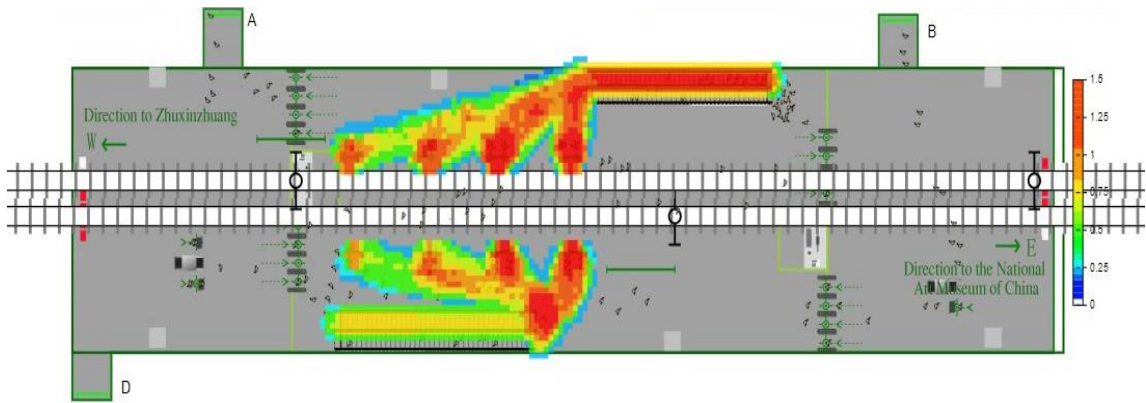 A
B
1.5
Direction to Zhuxinzhuang
W
1.25
1
0.75
0.5
E
Direction to the National
Art Museum of China
0.25
0
D